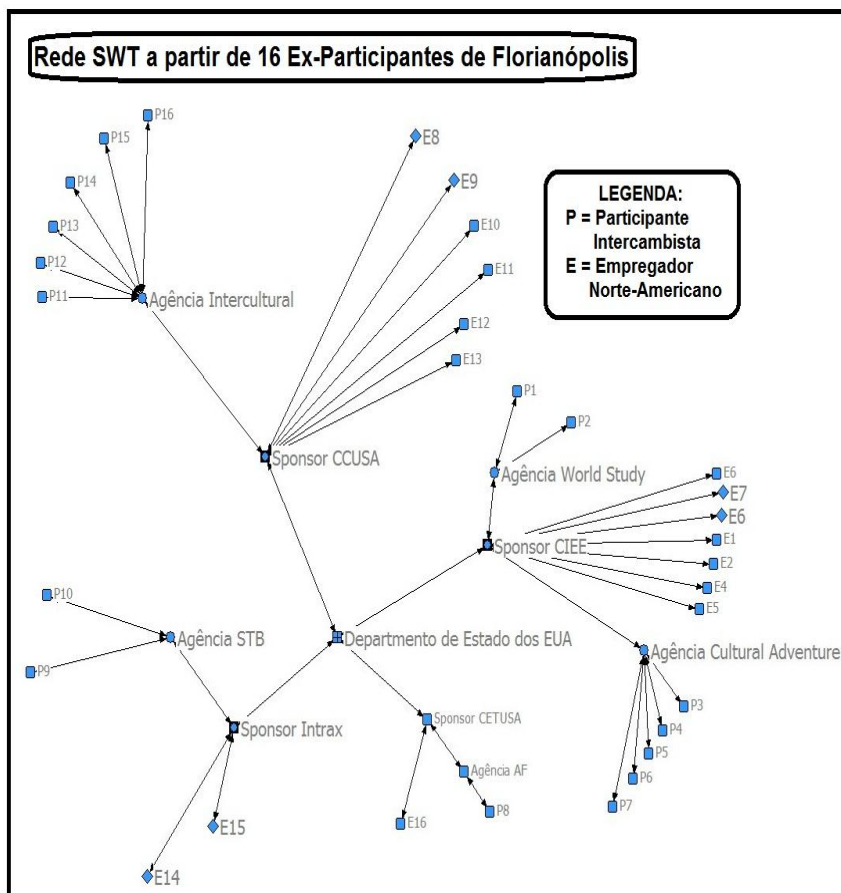 Rede SWT a partir de 16 Ex-Participantes de Florianópolis
P16
P15
E8
P14
E9
LEGENDA:
P = Participante
Intercambista
E = Empregador
Norte-Americano
P13
E10
P12
E11
P11
Agência Intercultural
E12
E13
P1
P2
Sponsor CCUSA
Agência World Study
E6
E7
E6
Sponsor CIEE
E1
E2
E4
E5
P10
Agência STB
Departmento de Estado dos EUA
Agência Cultural Adventure
P9
P3
Sponsor Intrax
Sponsor CETUSA
P4
P5
Agência AF
P6
P7
P8
E15
E16
E14